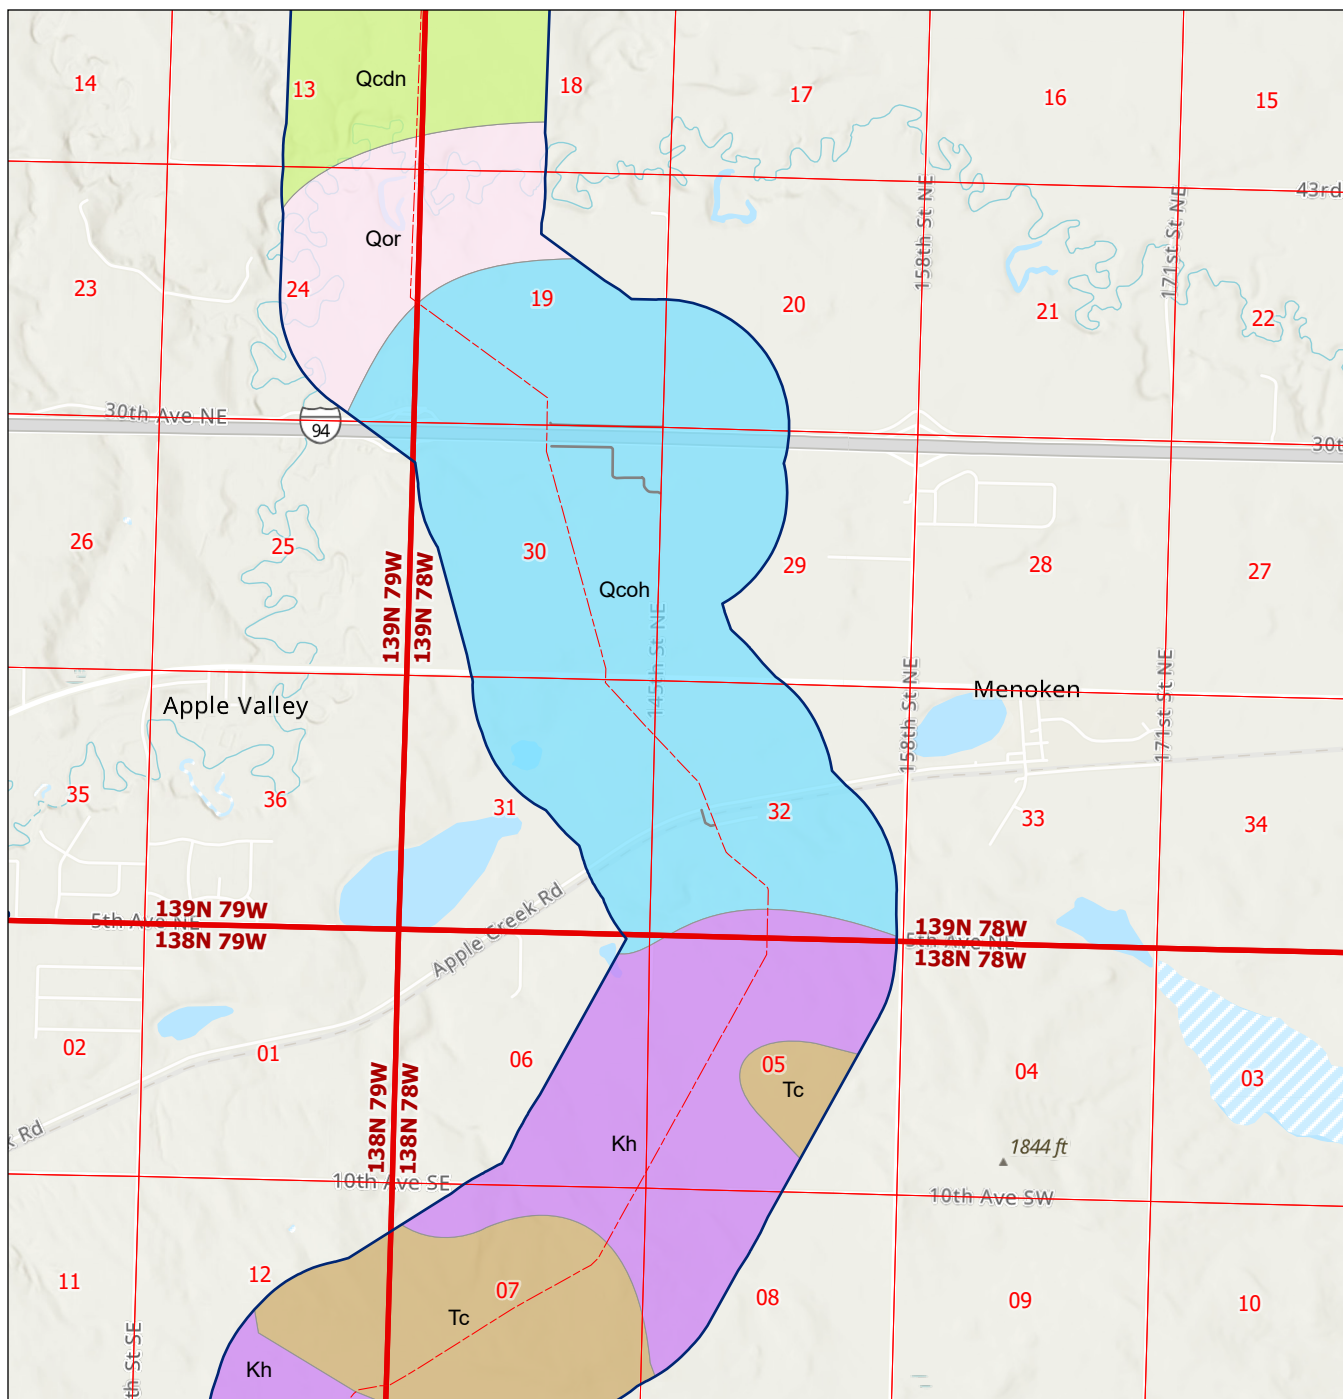 14
13
Qcdn
18
17
16
15
43rd
158th St NE
171st St NE
Qor
23
24
19
20
21
22
30th Ave NE
94
30t
26
25
139N 79W
139N 78W
30
Qcoh
29
28
27
145th St NE
Apple Valley
Menoken
158th St NE
171st St NE
35
36
31
32
33
34
Apple Creek Rd
5th Ave NE
139N 79W
138N 79W
139N 78W
5th Ave NE
138N 78W
02
01
06
05
Tc
04
03
138N 79W
138N 78W
k Rd
Kh
1844 ft
10th Ave SE
10th Ave SW
11
12
07
Tc
08
09
10
th St SE
Kh